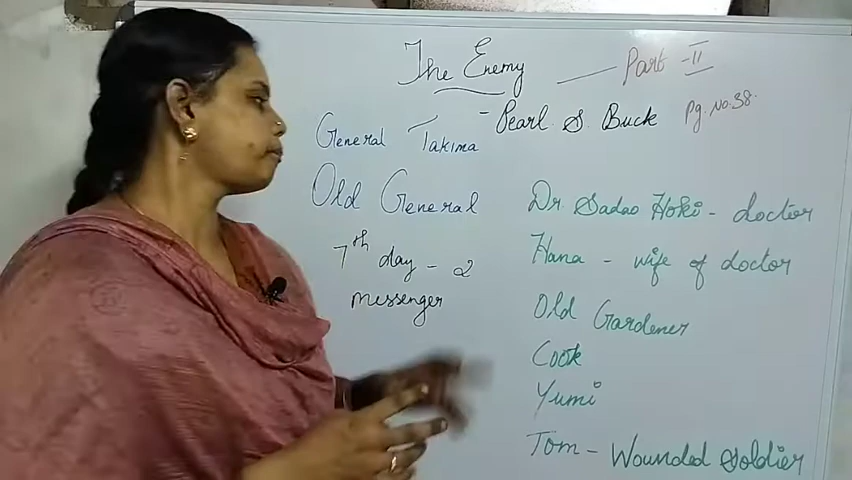 The Enemy — Part - II
- Pearl S. Buck Pg. No. 38.
General Takima
Old General
7th day - 2
messenger
Dr Sadao Hoki - doctor
Hana - wife of doctor
Old Gardener
Cook
Yumi
Tom - Wounded Soldier